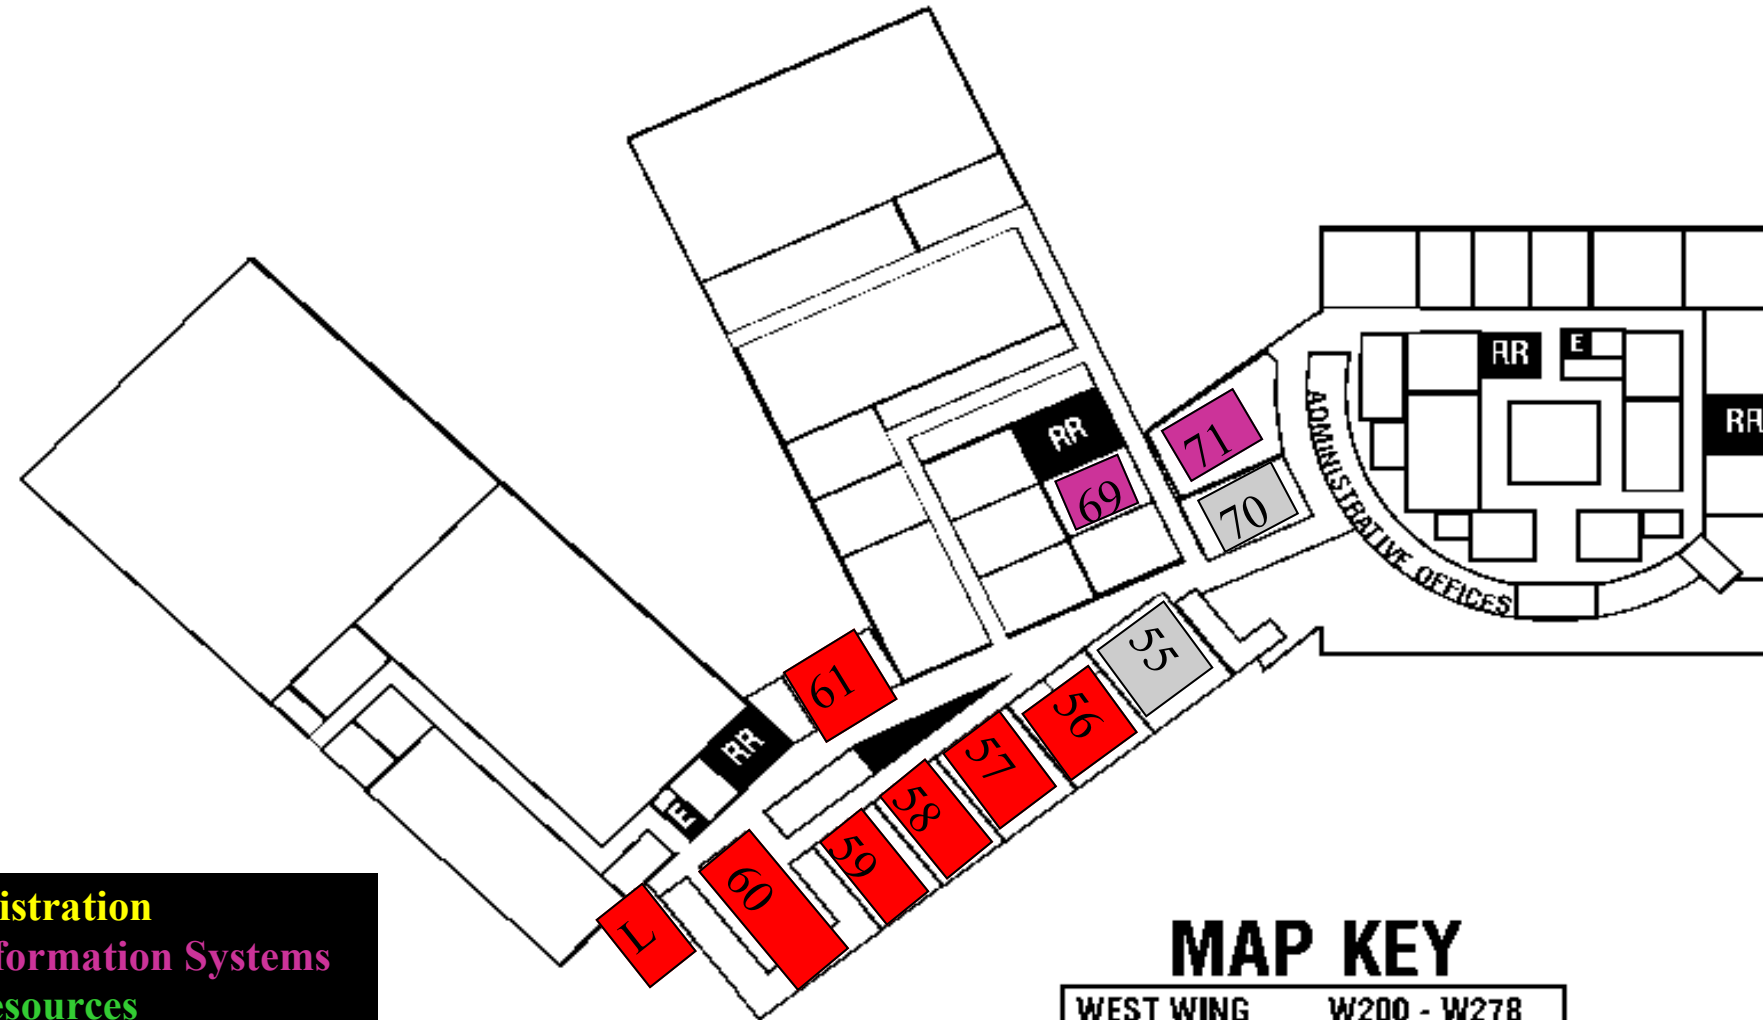 RR
E
RR
ADMINISTRATIVE OFFICES
RR
71
69
70
55
61
56
57
RR
58
E
59
60
L
istration
formation Systems
esources
MAP KEY
WEST WING W200 - W278